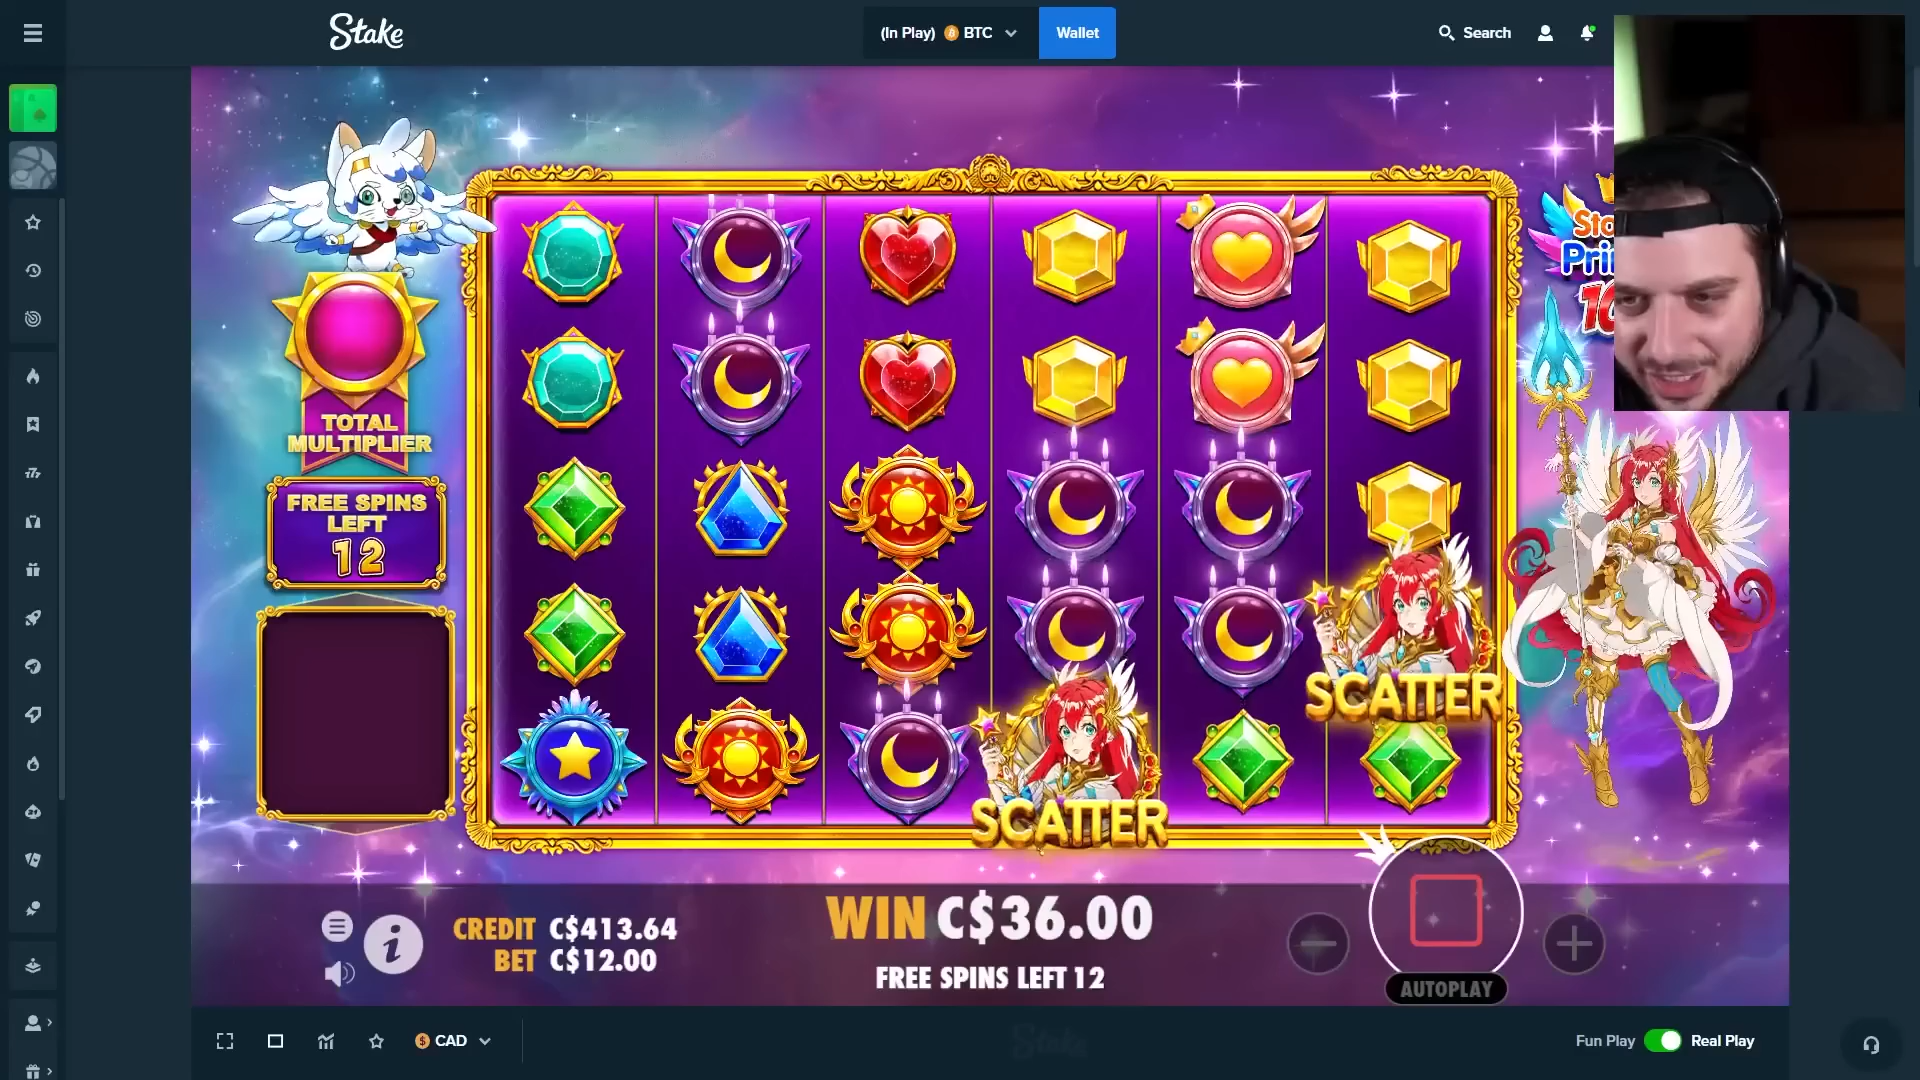 Stake
(In Play) BTC
Wallet
Search
TOTAL
MULTIPLIER
FREE SPINS
LEFT
12
SCATTER
SCATTER
CREDIT C$413.64
BET C$12.00
WIN C$36.00
FREE SPINS LEFT 12
AUTOPLAY
CAD
Stake
Fun Play
Real Play